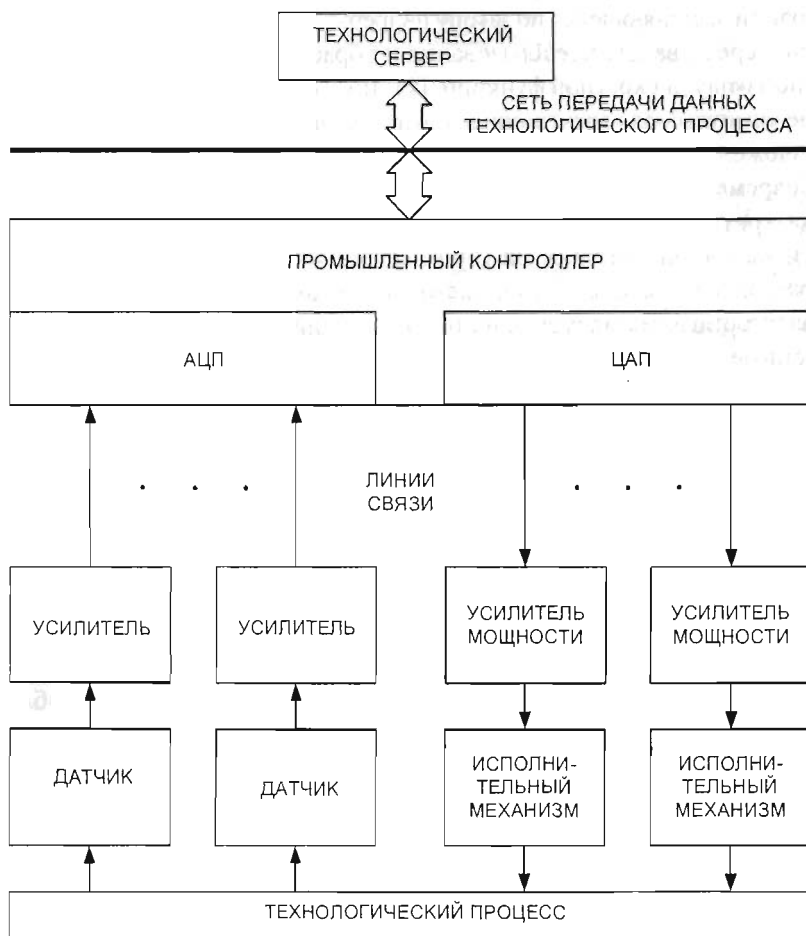 ТЕХНОЛОГИЧЕСКИЙ
СЕРВЕР
СЕТЬ ПЕРЕДАЧИ ДАННЫХ
ТЕХНОЛОГИЧЕСКОГО ПРОЦЕССА
ПРОМЫШЛЕННЫЙ КОНТРОЛЛЕР
АЦП
ЦАП
ЛИНИИ
СВЯЗИ
УСИЛИТЕЛЬ
УСИЛИТЕЛЬ
УСИЛИТЕЛЬ
МОЩНОСТИ
УСИЛИТЕЛЬ
МОЩНОСТИ
ДАТЧИК
ДАТЧИК
ИСПОЛНИ-
ТЕЛЬНЫЙ
МЕХАНИЗМ
ИСПОЛНИ-
ТЕЛЬНЫЙ
МЕХАНИЗМ
ТЕХНОЛОГИЧЕСКИЙ ПРОЦЕСС